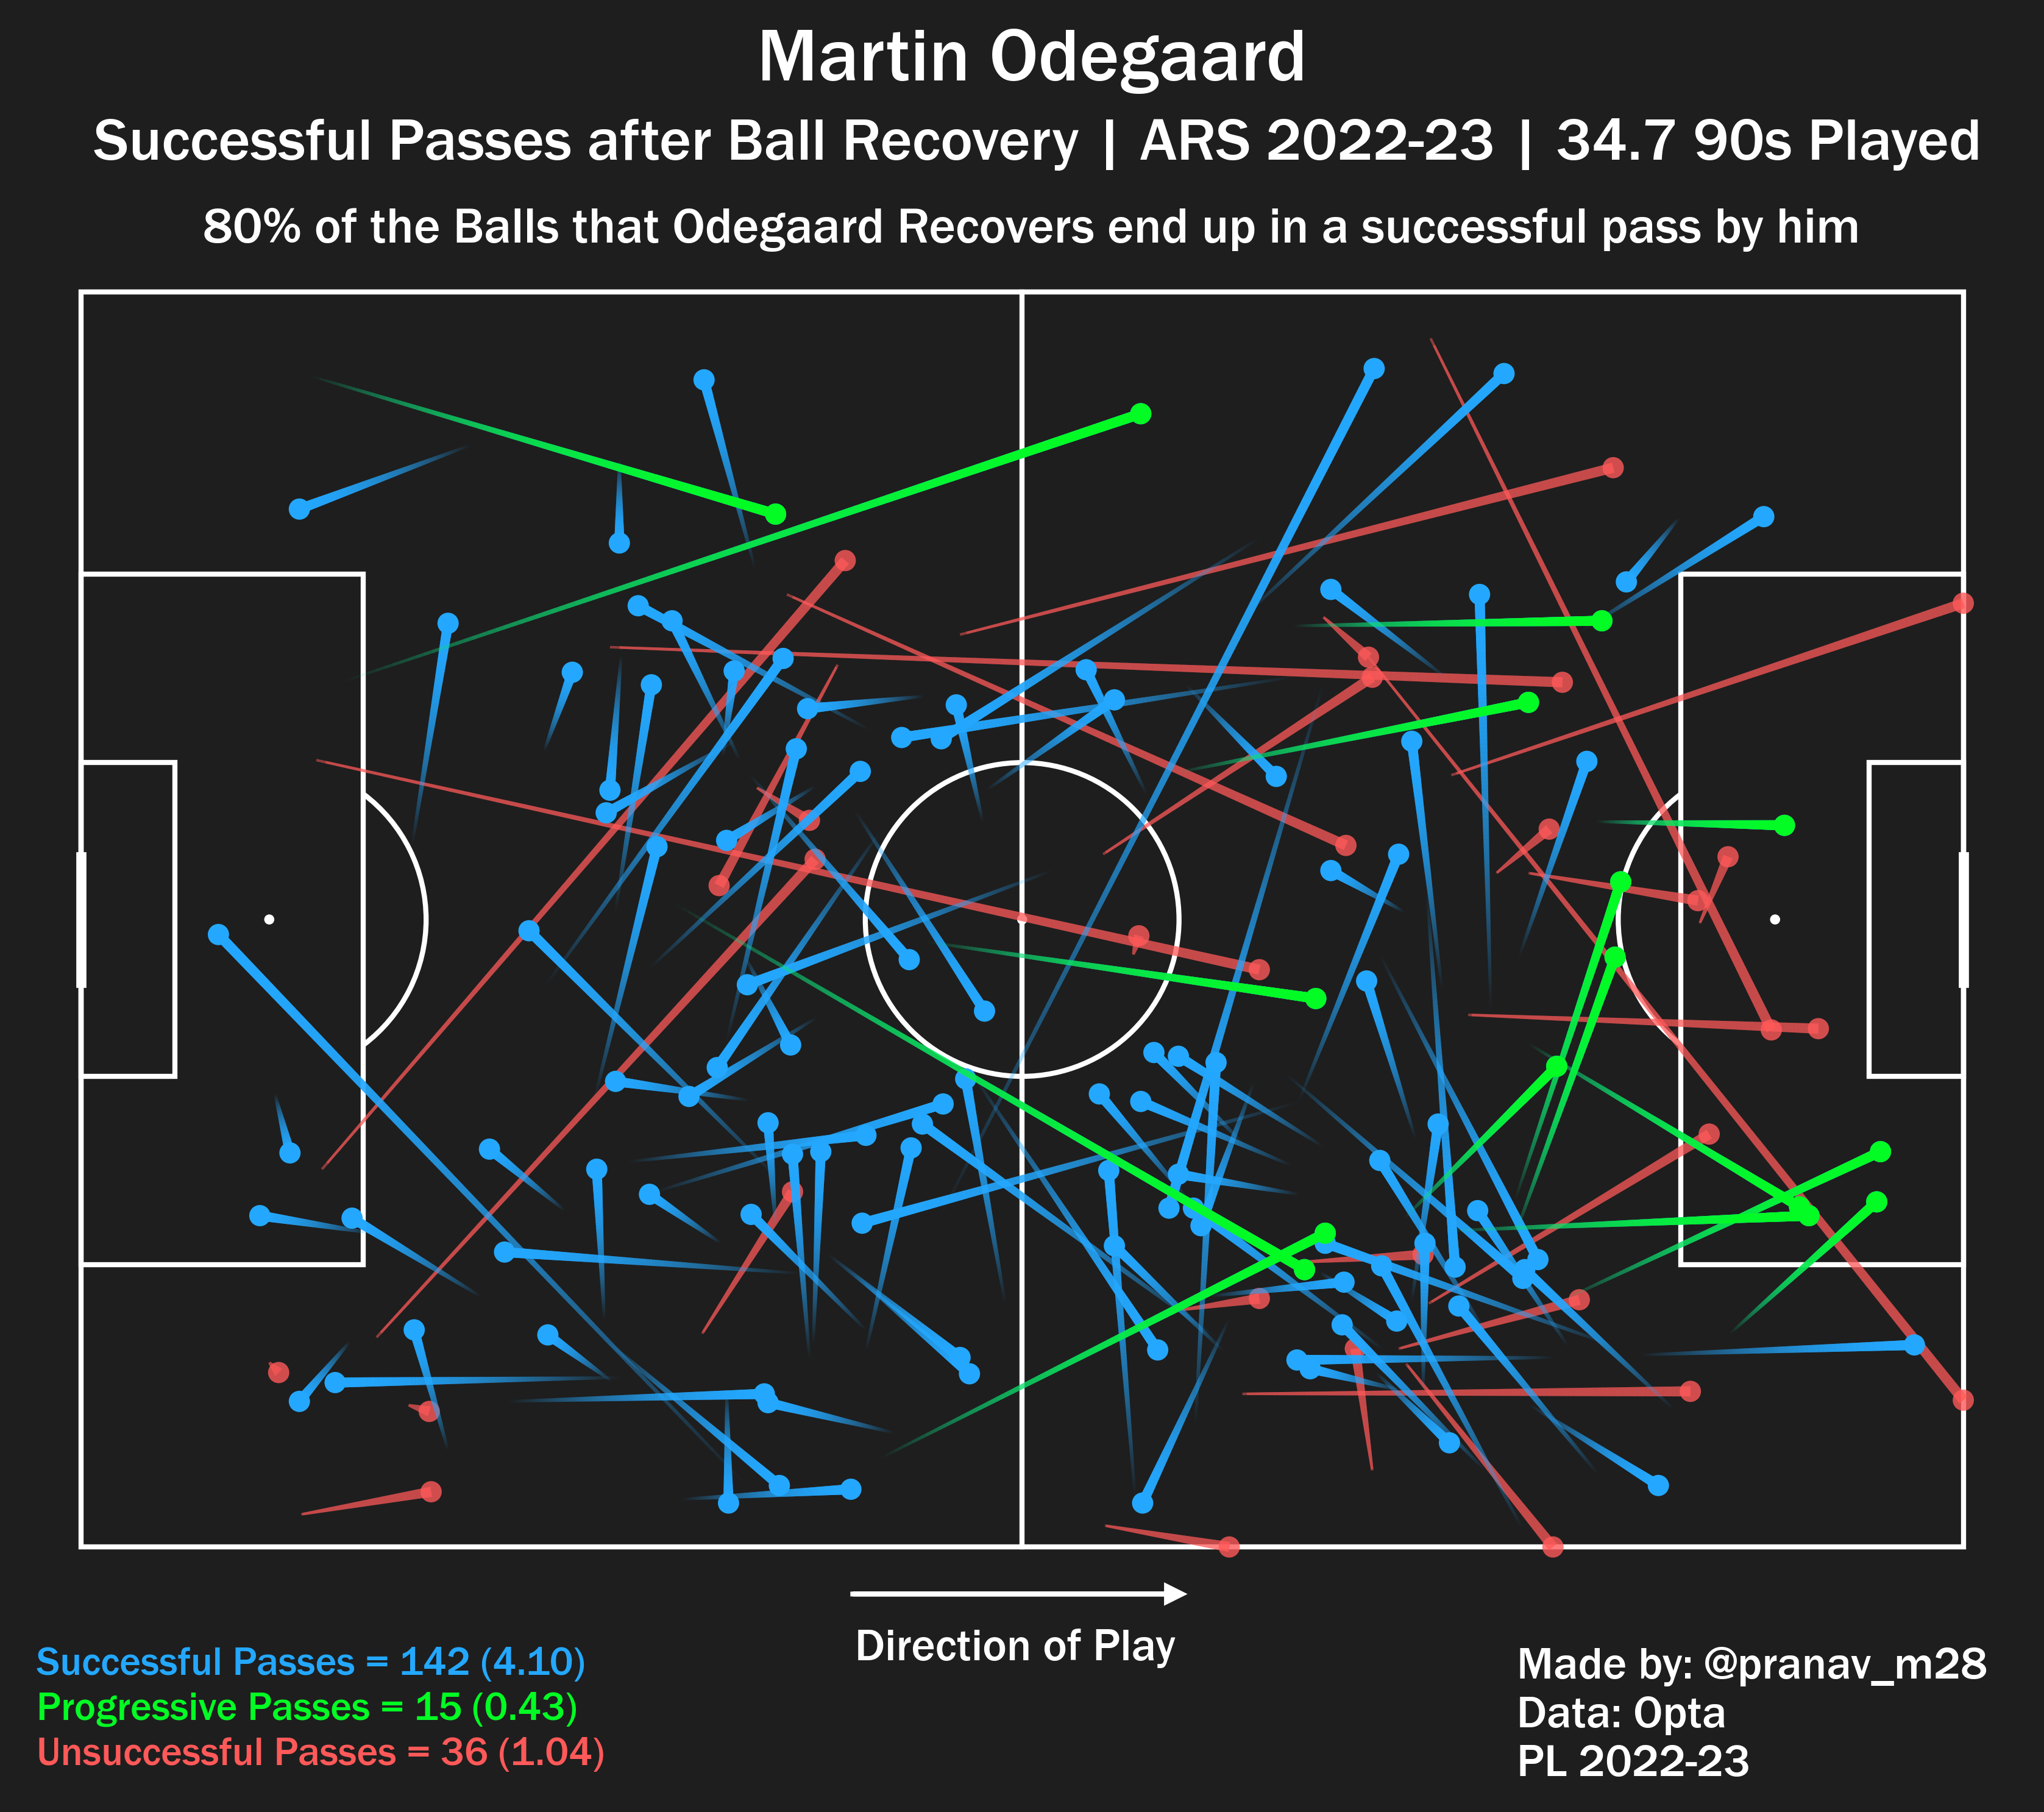 Martin Odegaard
Successful Passes after Ball Recovery | ARS 2022-23 | 34.7 90s Played
80% of the Balls that Odegaard Recovers end up in a successful pass by him
Direction of Play
Successful Passes = 142 (4.10)
Progressive Passes = 15 (0.43)
Unsuccessful Passes = 36 (1.04)
Made by: @pranav_m28
Data: Opta
PL 2022-23